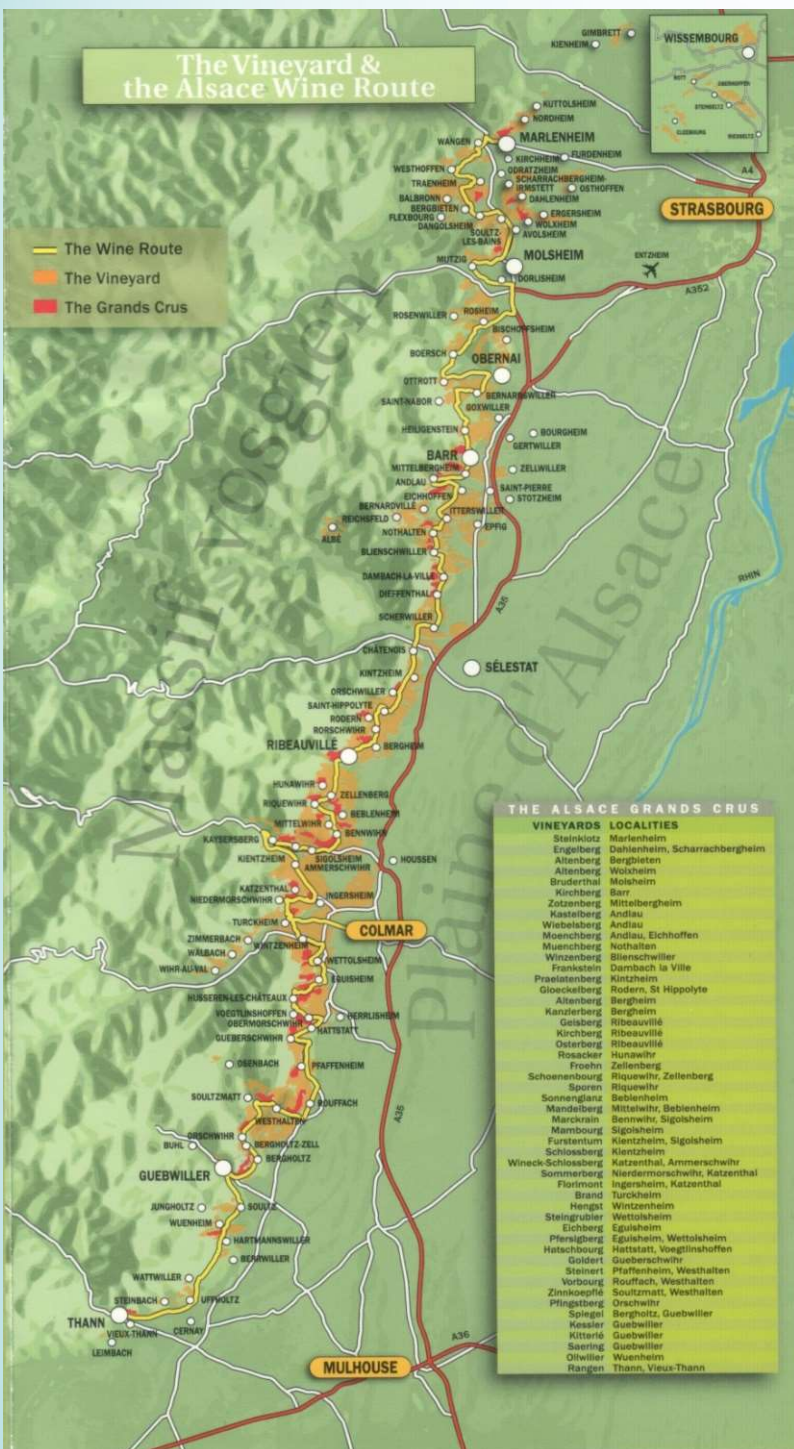 The Vineyard &
the Alsace Wine Route
The Wine Route
The Vineyard
The Grands Crus
GIMBRETT
KIENHEIM
WISSEMBOURG
ROTT
OBERHOFFEN
STEINSELTZ
CLEEBOURG
RIEDSELTZ
KUTTOLSHEIM
NORDHEIM
MARLENHEIM
WANGEN
KIRCHHEIM
FURDENHEIM
WESTHOFFEN
ODRATZHEIM
TRAENHEIM
SCHARRACHBERGHEIM-
IRMSTETT
OSTHOFFEN
A4
BALBRONN
DAHLENHEIM
STRASBOURG
BERGBIETEN
FLEXBOURG
DANGOLSHEIM
ERGERSHEIM
WOLXHEIM
SOULTZ-
LES-BAINS
AVOLSHEIM
MUTZIG
MOLSHEIM
ENTZHEIM
DORLISHEIM
A352
ROSENWILLER
ROSHEIM
BISCHOFFSHEIM
BOERSCH
OBERNAI
OTTROTT
SAINT-NABOR
BERNARDSWILLER
GOXWILLER
HEILIGENSTEIN
BOURGHEIM
GERTWILLER
BARR
MITTELBERGHEIM
ZELLWILLER
ANDLAU
EICHHOFFEN
SAINT-PIERRE
STOTZHEIM
BERNARDVILLÉ
REICHSFELD
ITTERSWILLER
ALBÉ
NOTHALTEN
EPFIG
BLIENSCHWILLER
DAMBACH-LA-VILLE
DIEFFENTHAL
RHIN
A35
SCHERWILLER
CHÂTENOIS
SÉLESTAT
KINTZHEIM
ORSCHWILLER
SAINT-HIPPOLYTE
RODERN
RORSCHWIHR
RIBEAUVILLÉ
BERGHEIM
HUNAWIHR
ZELLENBERG
RIQUEWIHR
BEBLENHEIM
MITTELWIHR
BENNWIHR
KAYSERSBERG
KIENTZHEIM
SIGOLSHEIM
AMMERSCHWIHR
HOUSSEN
KATZENTHAL
NIEDERMORSCHWIHR
INGERSHEIM
TURCKHEIM
COLMAR
ZIMMERBACH
WINTZENHEIM
WALBACH
WETTOLSHEIM
WIHR-AU-VAL
EGUISHEIM
HUSSEREN-LES-CHÂTEAUX
VOEGTLINSHOFFEN
HERRLISHEIM
OBERMORSCHWIHR
HATTSTATT
GUEBERSCHWIHR
OSENBACH
PFAFFENHEIM
SOULTZMATT
ROUFFACH
WESTHALTEN
A35
ORSCHWIHR
BUHL
BERGHOLTZ-ZELL
BERGHOLTZ
GUEBWILLER
JUNGHOLTZ
SOULTZ
WUENHEIM
HARTMANNSWILLER
BERRWILLER
WATTWILLER
STEINBACH
UFFHOLTZ
THANN
VIEUX-THANN
CERNAY
LEIMBACH
A36
MULHOUSE
Massif vosgien
Plaine d'Alsace
THE ALSACE GRANDS CRUS
VINEYARDS LOCALITIES
Steinklotz Marlenheim
Engelberg Dahlenheim, Scharrachbergheim
Altenberg Bergbieten
Altenberg Wolxheim
Bruderthal Molsheim
Kirchberg Barr
Zotzenberg Mittelbergheim
Kastelberg Andlau
Wiebelsberg Andlau
Moenchberg Andlau, Eichhoffen
Muenchberg Nothalten
Winzenberg Blienschwiller
Frankstein Dambach la Ville
Praelatenberg Kintzheim
Gloeckelberg Rodern, St Hippolyte
Altenberg Bergheim
Kanzlerberg Bergheim
Geisberg Ribeauvillé
Kirchberg Ribeauvillé
Osterberg Ribeauvillé
Rosacker Hunawihr
Froehn Zellenberg
Schoenenbourg Riquewihr, Zellenberg
Sporen Riquewihr
Sonnenglanz Beblenheim
Mandelberg Mittelwihr, Beblenheim
Marckrain Bennwihr, Sigolsheim
Mambourg Sigolsheim
Furstentum Kientzheim, Sigolsheim
Schlossberg Kientzheim
Wineck-Schlossberg Katzenthal, Ammerschwihr
Sommerberg Nierdermorschwihr, Katzenthal
Florimont Ingersheim, Katzenthal
Brand Turckheim
Hengst Wintzenheim
Steingrubler Wettolsheim
Eichberg Eguisheim
Pfersigberg Eguisheim, Wettolsheim
Hatschbourg Hattstatt, Voegtlinshoffen
Goldert Gueberschwihr
Steinert Pfaffenheim, Westhalten
Vorbourg Rouffach, Westhalten
Zinnkoepflé Soultzmatt, Westhalten
Pfingstberg Orschwihr
Spiegel Bergholtz, Guebwiller
Kessler Guebwiller
Kitterlé Guebwiller
Saering Guebwiller
Ollwiller Wuenheim
Rangen Thann, Vieux-Thann